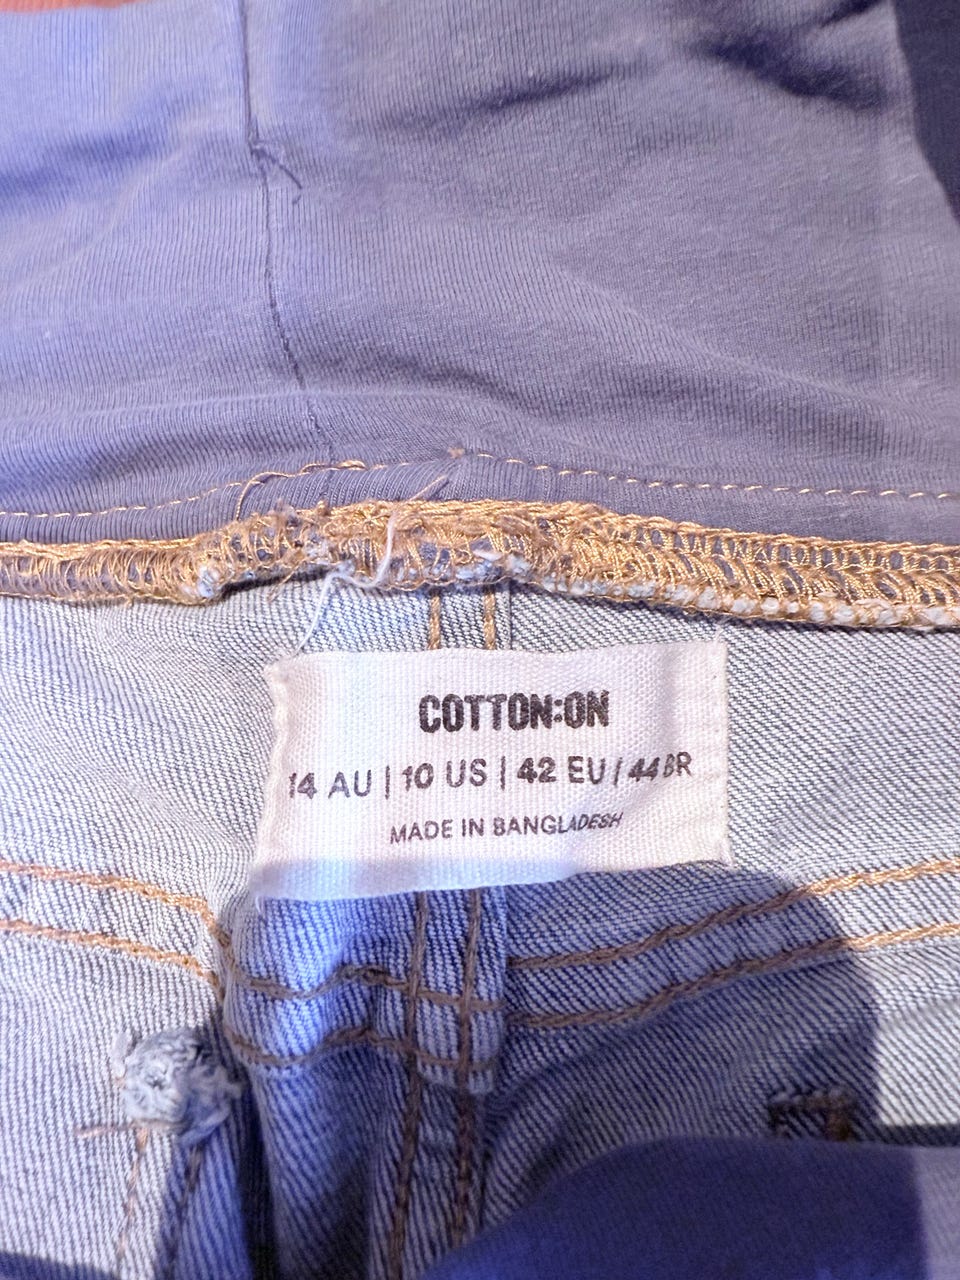 COTTON:ON
14 AU | 10 US | 42 EU / 44 BR
MADE IN BANGLADESH